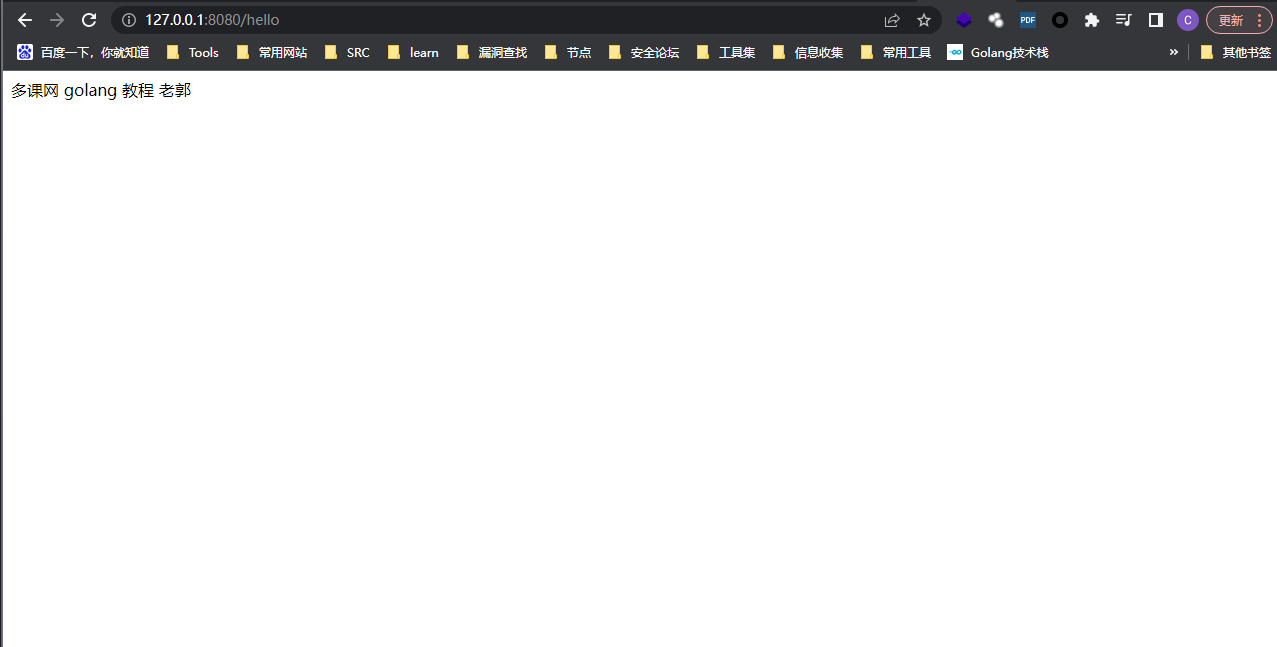 127.0.0.1:8080/hello
PDF
C
更新
百度一下，你就知道 Tools 常用网站 SRC learn 漏洞查找 节点 安全论坛 工具集 信息收集 常用工具 Golang技术栈 » 其他书签
多课网 golang 教程 老郭